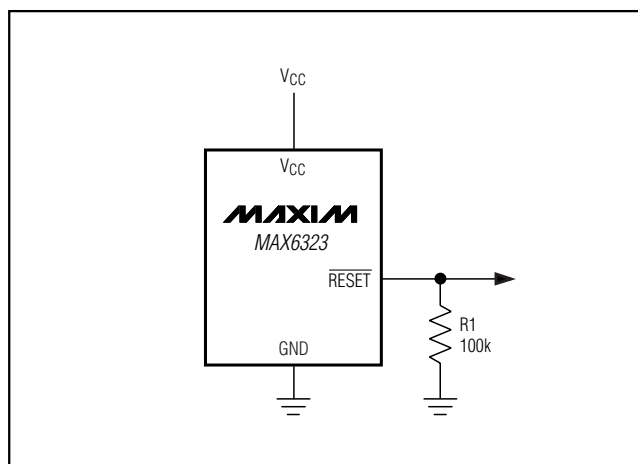 VCC
VCC
MAXIM
MAX6323
RESET
R1
100k
GND